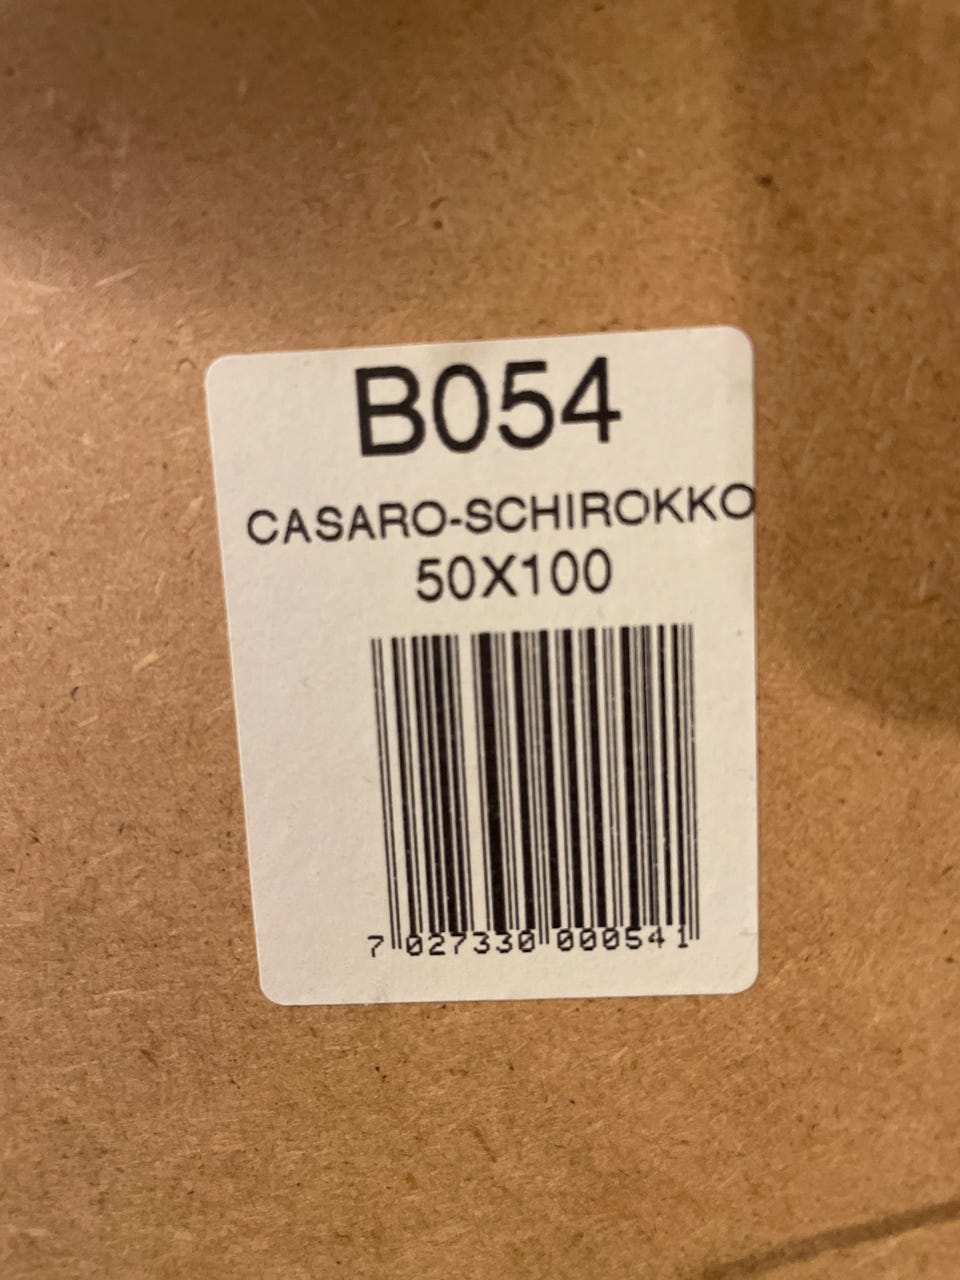 B054
CASARO-SCHIROKKO
50X100
7 027330 000541